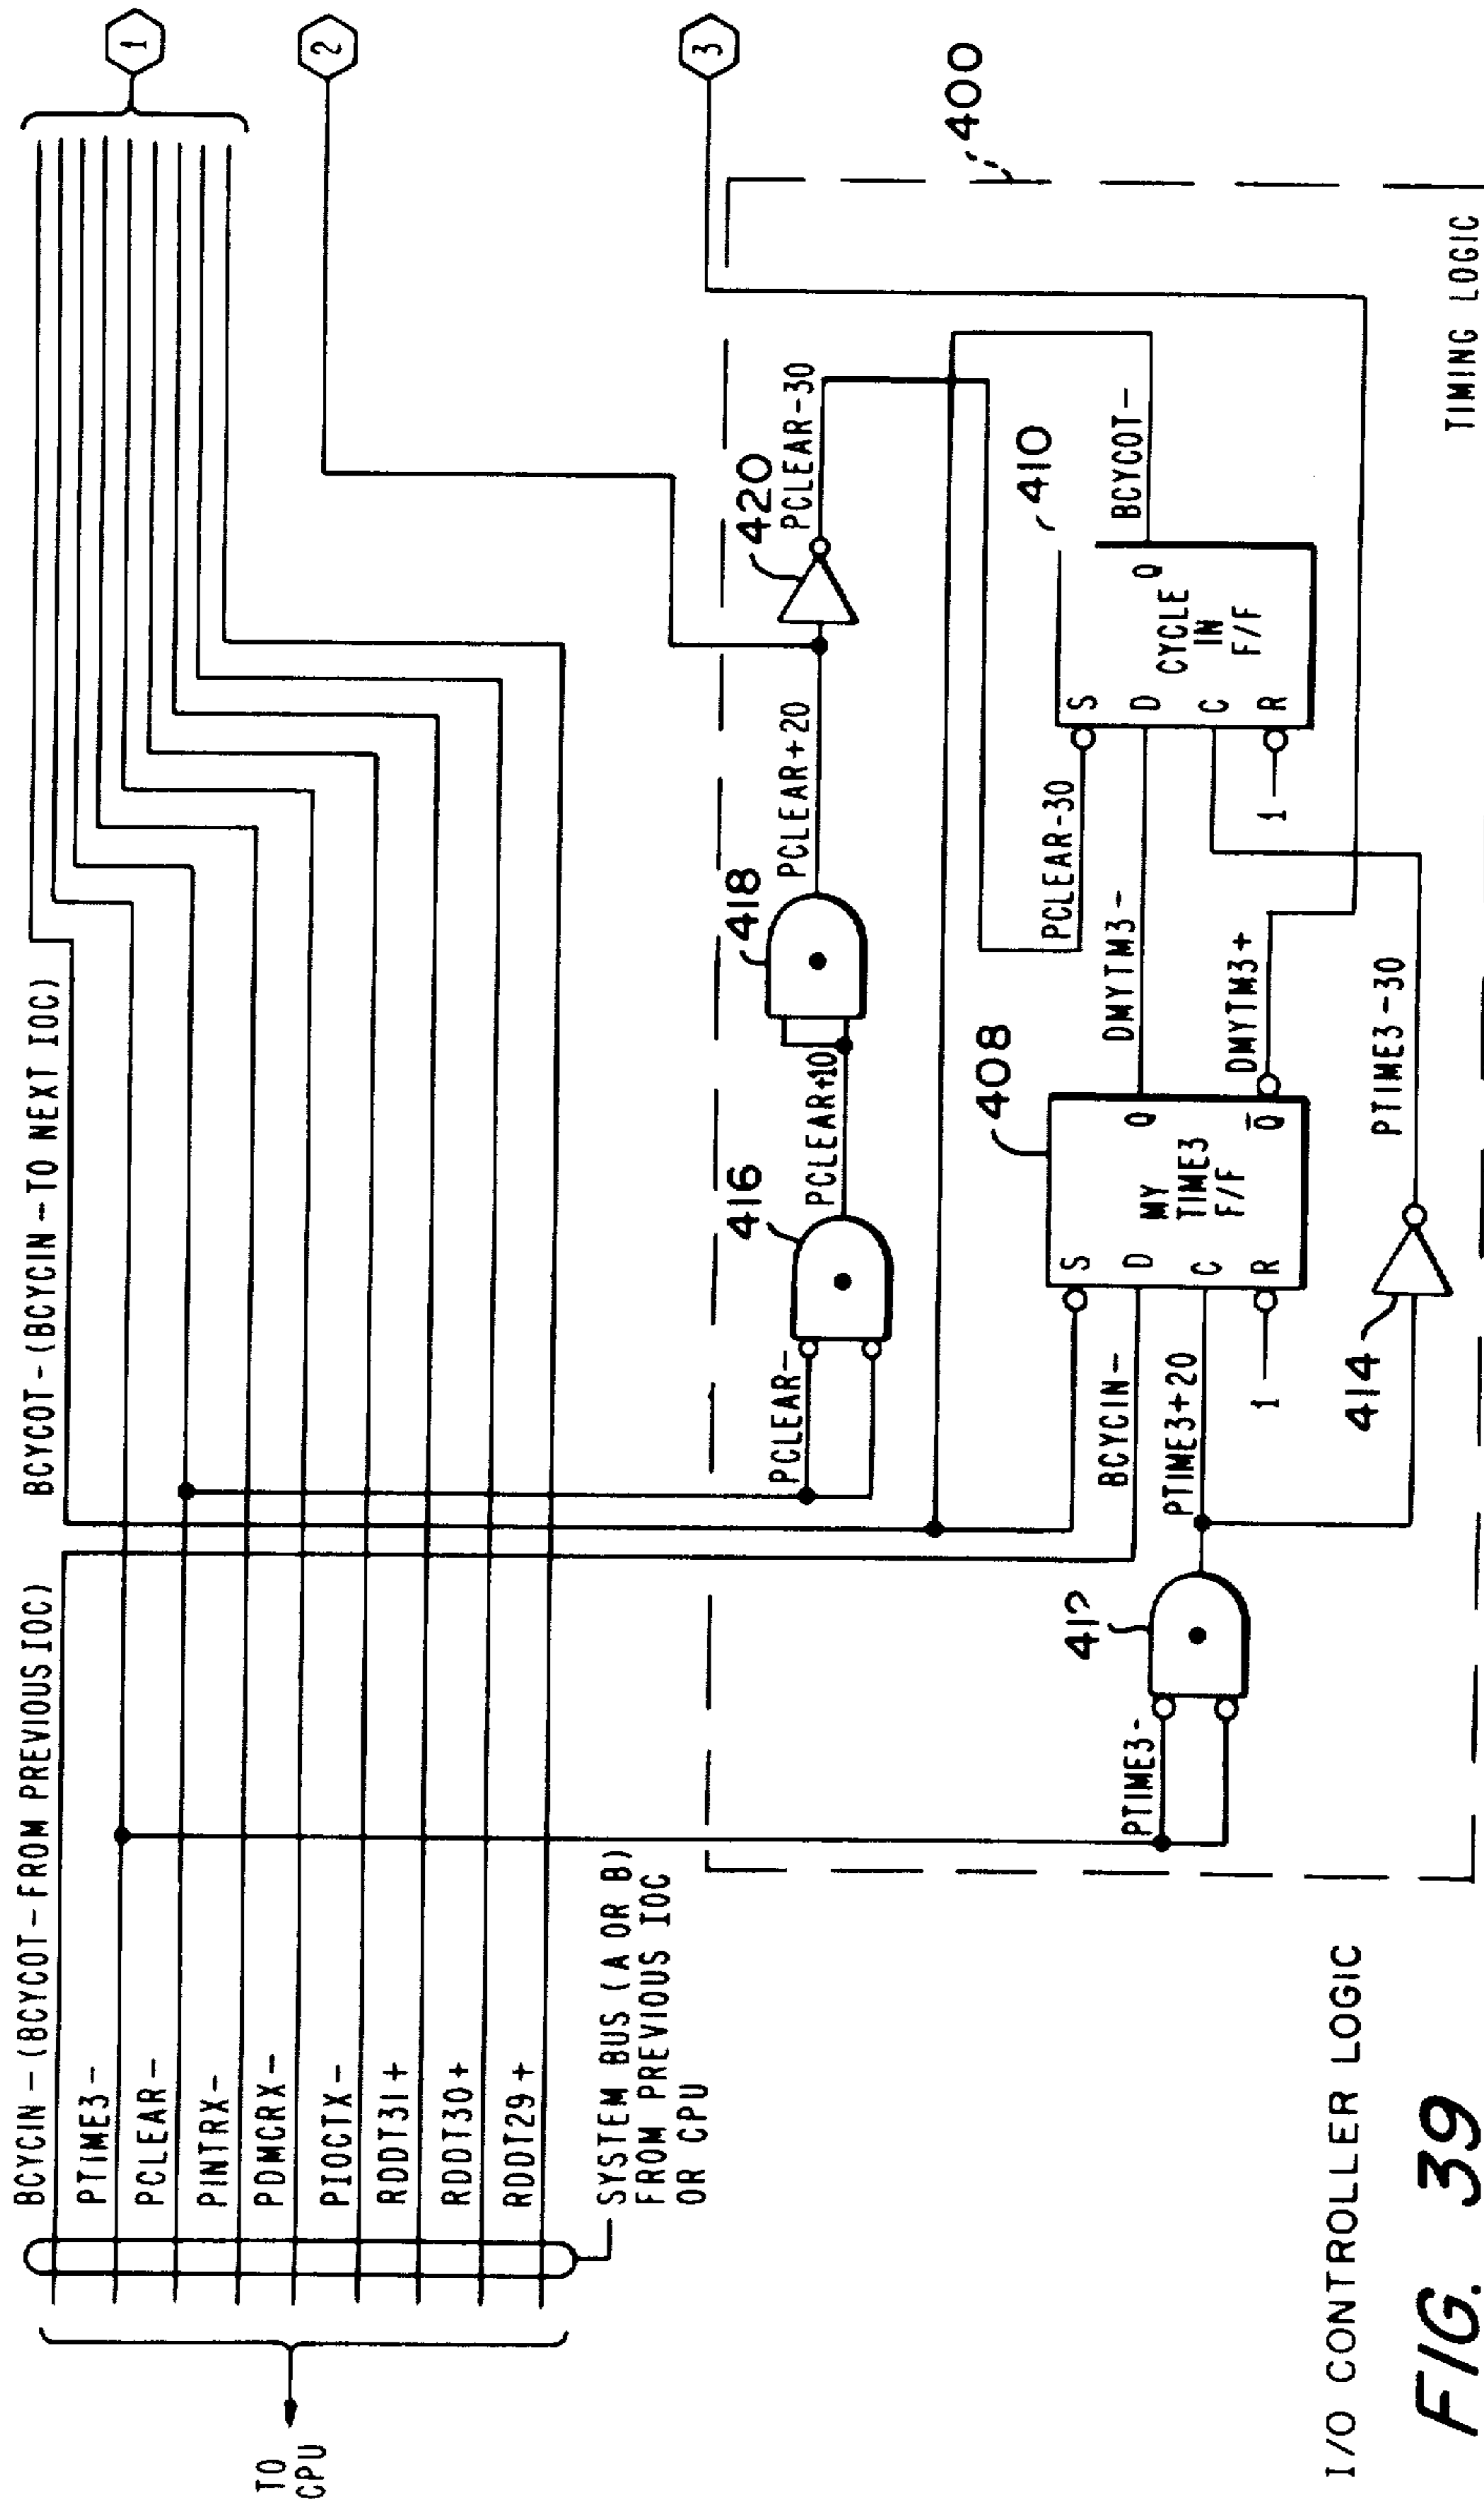 BCYCIN-(BCYCOT-FROM PREVIOUS IOC)
BCYCOT-(BCYCIN-TO NEXT IOC)
PTIME3-
PCLEAR-
PINTRX-
PDMCRX-
PIOCTX-
RDDT31+
RDDT30+
RDDT29+
TO
CPU
SYSTEM BUS (A OR B)
FROM PREVIOUS IOC
OR CPU
1
2
3
400
416
418
420
PCLEAR-
PCLEAR+10
PCLEAR+20
PCLEAR-30
408
410
PCLEAR-30
BCYCIN-
S
D
C
R
Q
Q̅
MY
TIME3
F/F
DMYTM3-
DMYTM3+
S
D
C
R
Q
CYCLE
IN
F/F
BCYCOT-
1
1
412
PTIME3-
PTIME3+20
414
PTIME3-30
TIMING LOGIC
I/O CONTROLLER LOGIC
FIG. 39